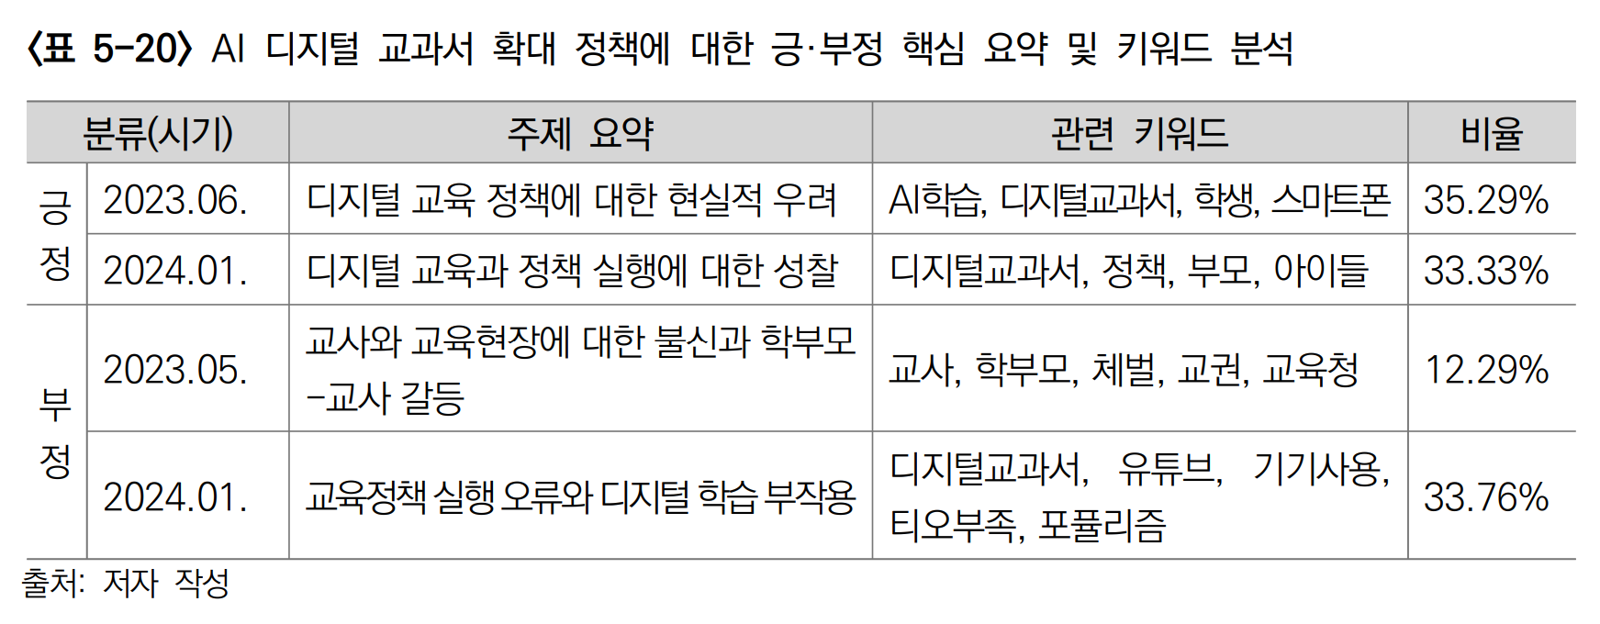 <표 5-20> AI 디지털 교과서 확대 정책에 대한 긍·부정 핵심 요약 및 키워드 분석
분류(시기) 주제 요약 관련 키워드 비율
긍정
2023.06. 디지털 교육 정책에 대한 현실적 우려 AI학습, 디지털교과서, 학생, 스마트폰 35.29%
2024.01. 디지털 교육과 정책 실행에 대한 성찰 디지털교과서, 정책, 부모, 아이들 33.33%
부정
2023.05. 교사와 교육현장에 대한 불신과 학부모
-교사 갈등 교사, 학부모, 체벌, 교권, 교육청 12.29%
2024.01. 교육정책 실행 오류와 디지털 학습 부작용 디지털교과서, 유튜브, 기기사용,
티오부족, 포퓰리즘 33.76%
출처: 저자 작성